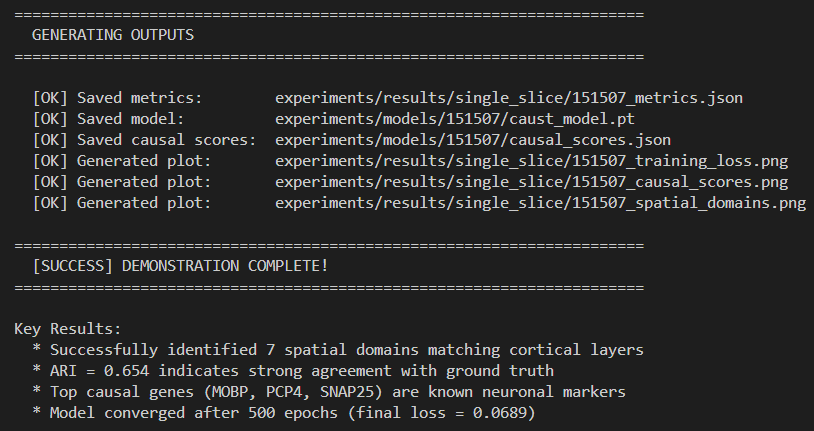 ======================================================================
  GENERATING OUTPUTS
======================================================================
  [OK] Saved metrics:        experiments/results/single_slice/151507_metrics.json
  [OK] Saved model:          experiments/models/151507/caust_model.pt
  [OK] Saved causal scores:  experiments/models/151507/causal_scores.json
  [OK] Generated plot:       experiments/results/single_slice/151507_training_loss.png
  [OK] Generated plot:       experiments/results/single_slice/151507_causal_scores.png
  [OK] Generated plot:       experiments/results/single_slice/151507_spatial_domains.png
======================================================================
  [SUCCESS] DEMONSTRATION COMPLETE!
======================================================================
Key Results:
  * Successfully identified 7 spatial domains matching cortical layers
  * ARI = 0.654 indicates strong agreement with ground truth
  * Top causal genes (MOBP, PCP4, SNAP25) are known neuronal markers
  * Model converged after 500 epochs (final loss = 0.0689)